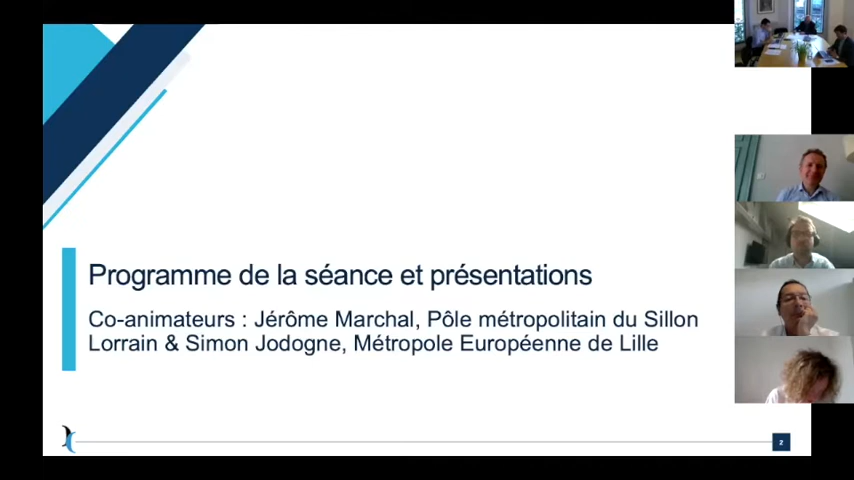 Programme de la séance et présentations
Co-animateurs : Jérôme Marchal, Pôle métropolitain du Sillon
Lorrain & Simon Jodogne, Métropole Européenne de Lille
2